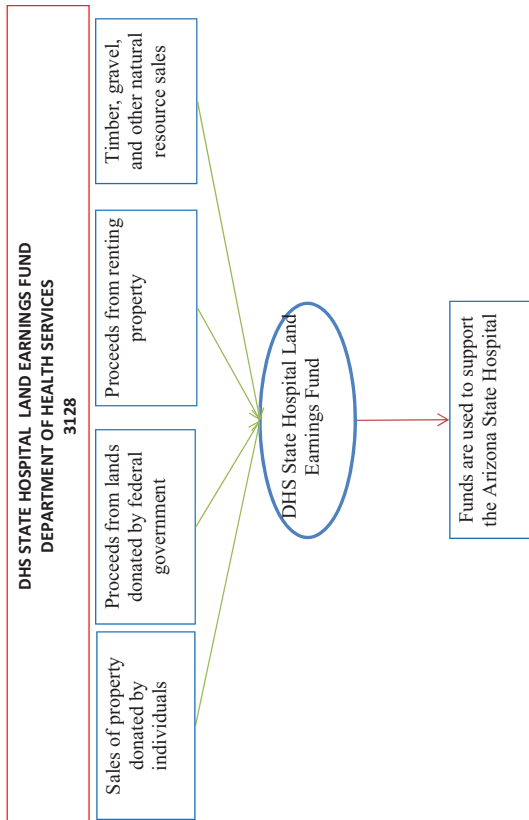 DHS STATE HOSPITAL LAND EARNINGS FUND
DEPARTMENT OF HEALTH SERVICES
3128
Sales of property
donated by
individuals
Proceeds from lands
donated by federal
government
Proceeds from renting
property
Timber, gravel,
and other natural
resource sales
DHS State Hospital Land
Earnings Fund
Funds are used to support
the Arizona State Hospital